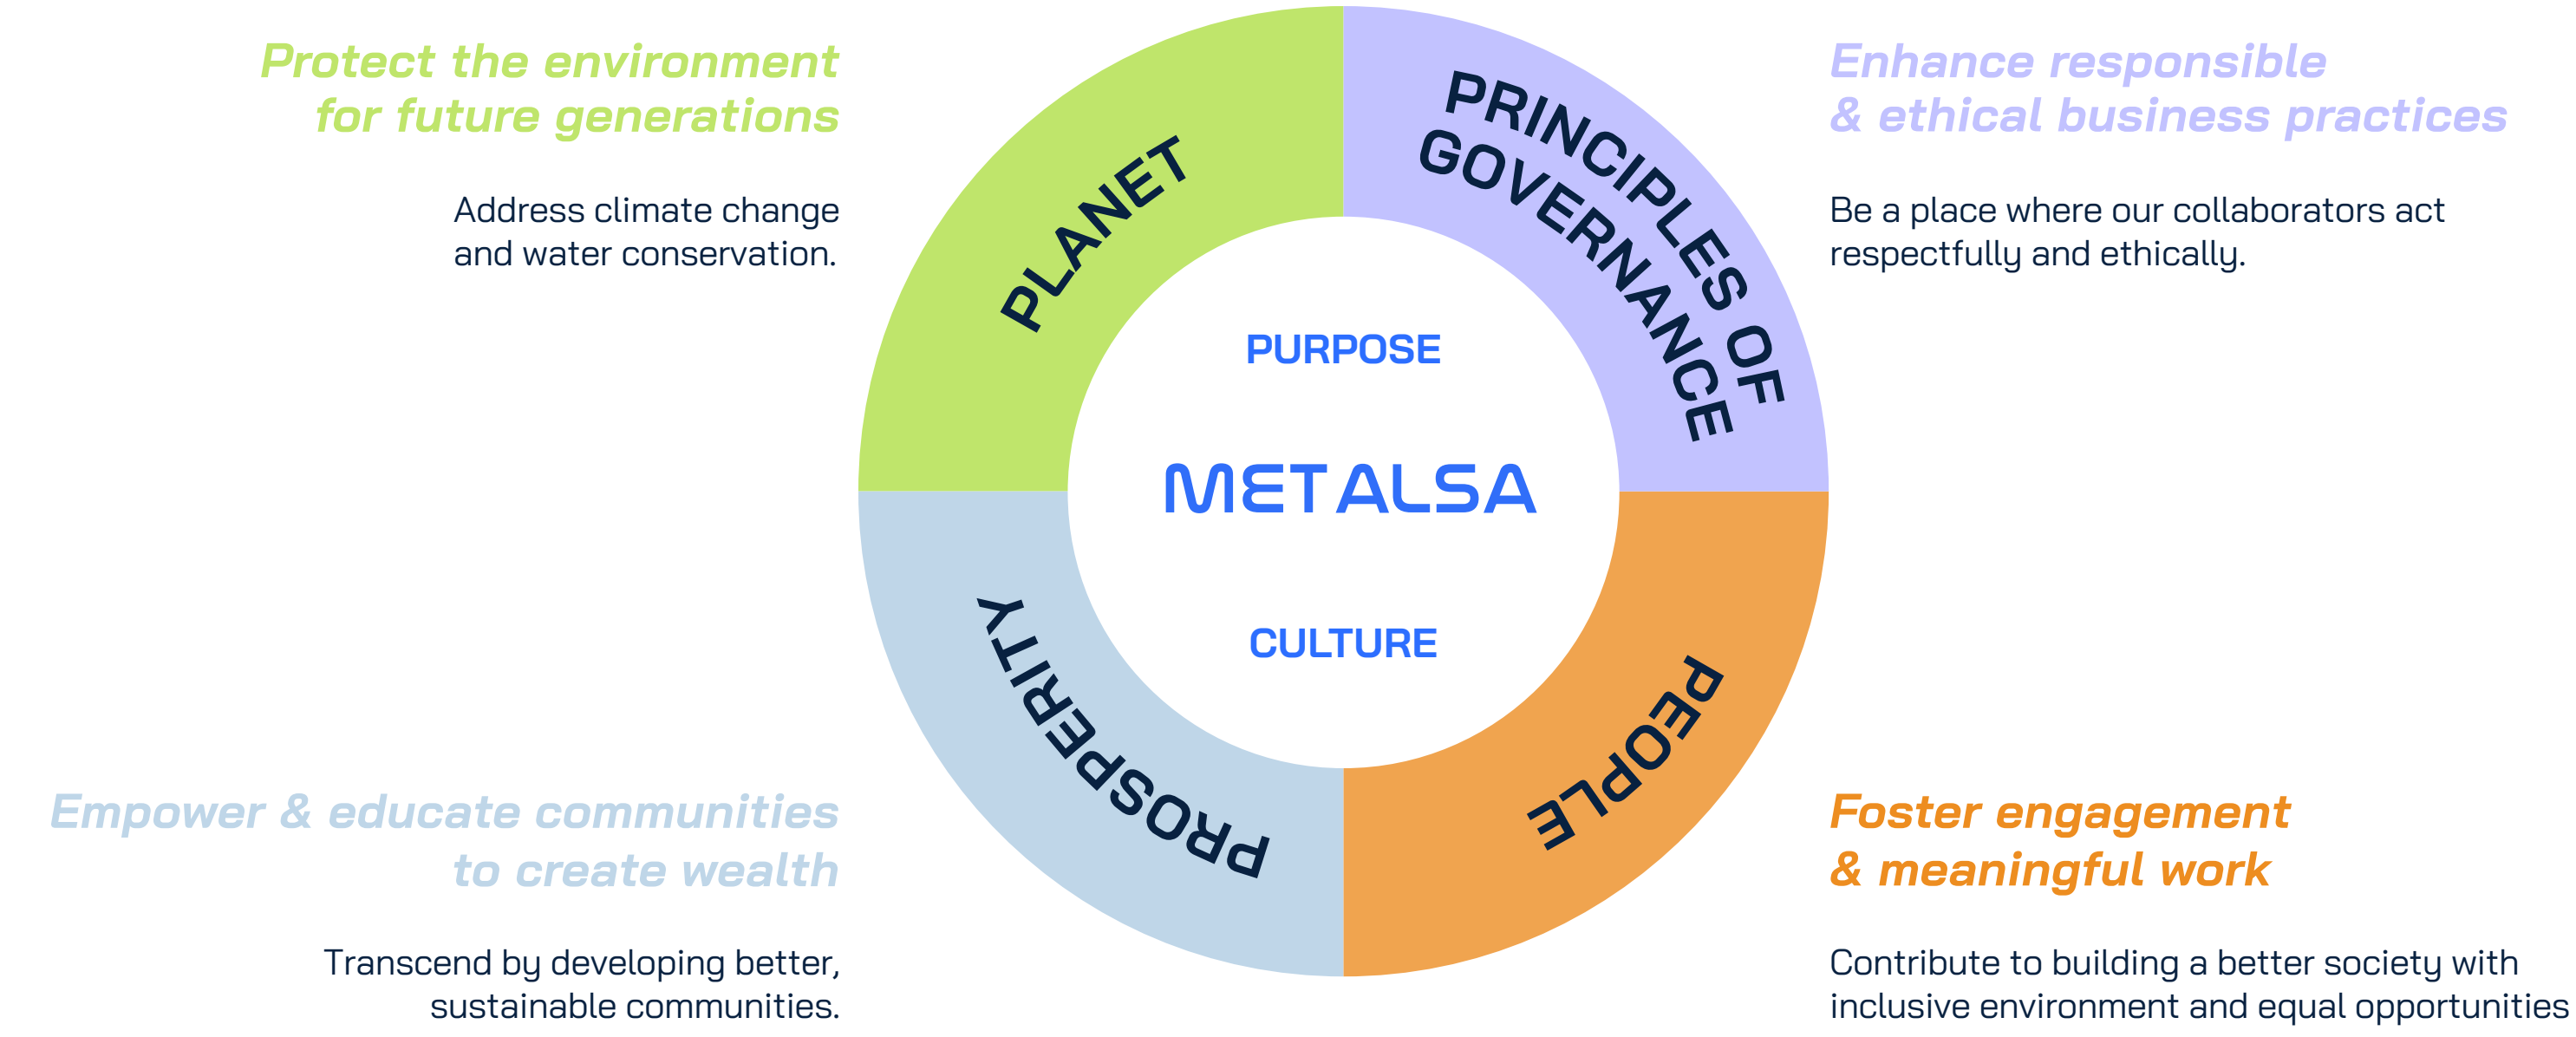 Protect the environment
for future generations
Address climate change
and water conservation.
PLANET
PRINCIPLES OF
GOVERNANCE
Enhance responsible
& ethical business practices
Be a place where our collaborators act
respectfully and ethically.
PURPOSE
METALSA
CULTURE
PROSPERITY
PEOPLE
Empower & educate communities
to create wealth
Transcend by developing better,
sustainable communities.
Foster engagement
& meaningful work
Contribute to building a better society with
inclusive environment and equal opportunities